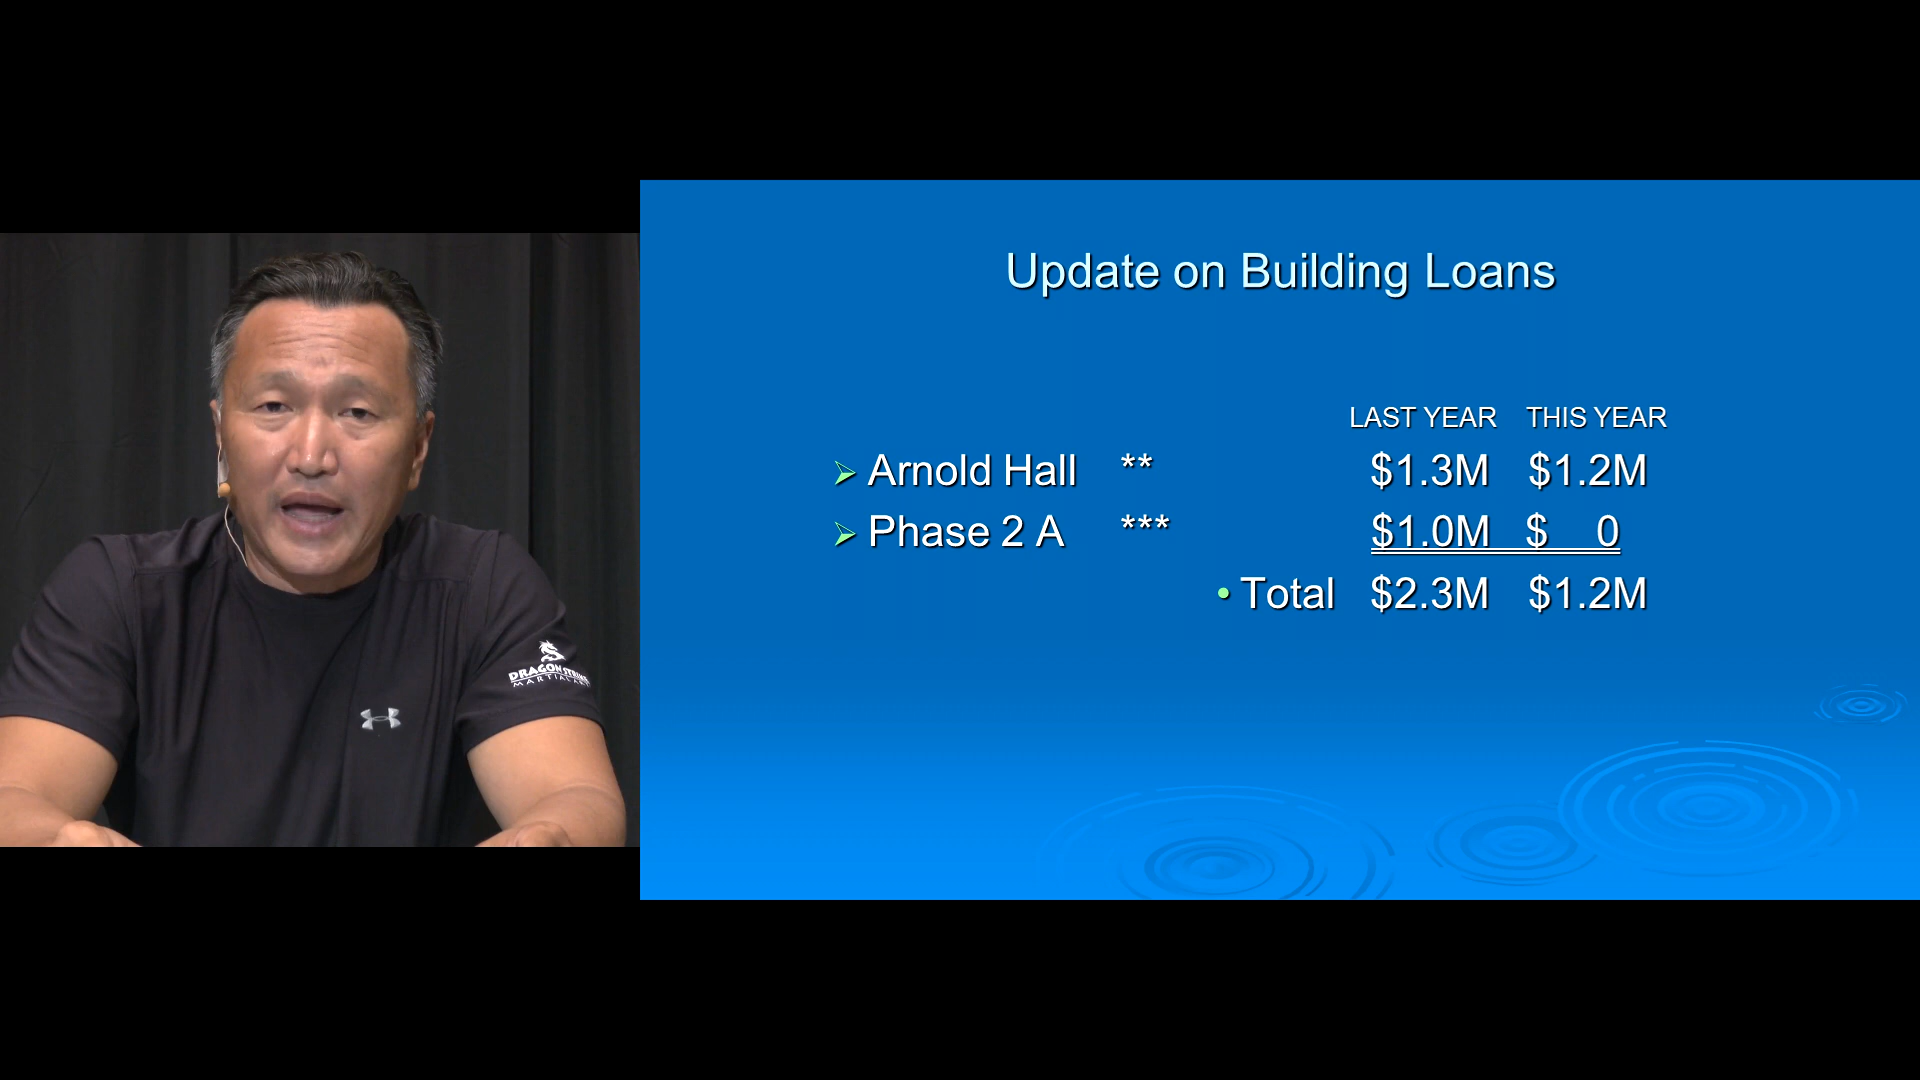 Update on Building Loans
LAST YEAR THIS YEAR
Arnold Hall ** $1.3M $1.2M
Phase 2 A *** $1.0M $ 0
Total $2.3M $1.2M